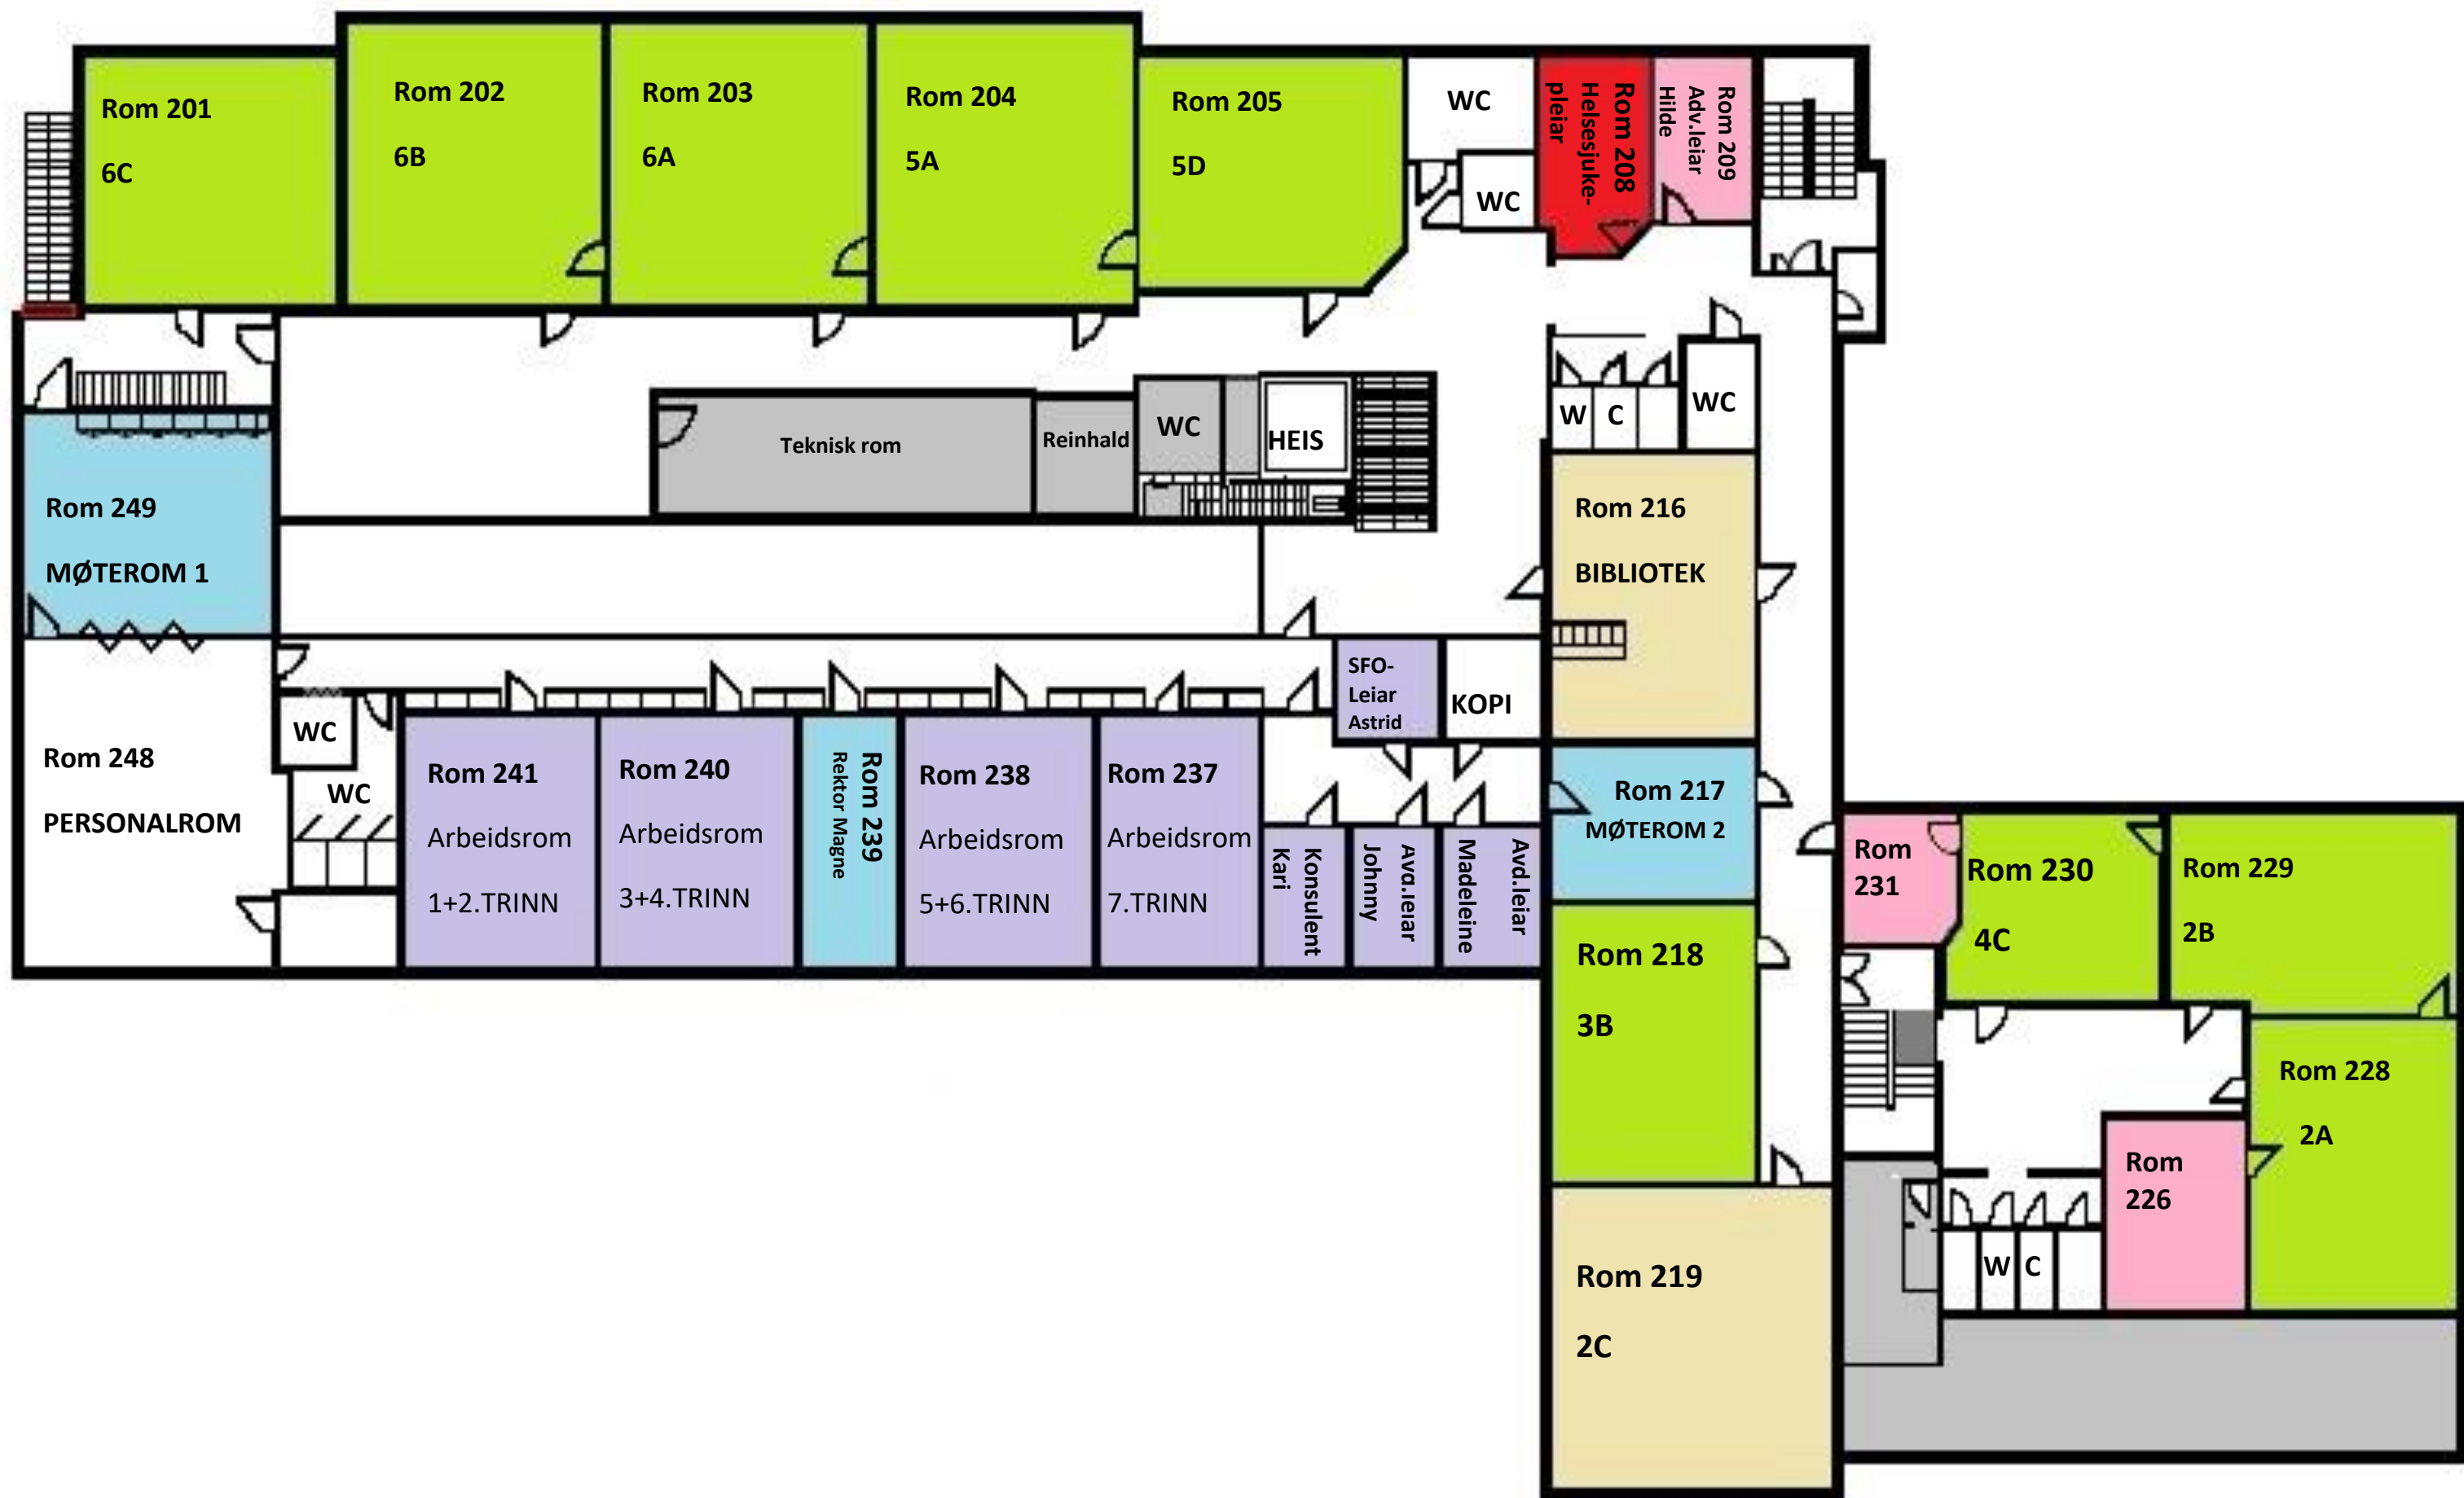 Rom 201
6C
Rom 202
6B
Rom 203
6A
Rom 204
5A
Rom 205
5D
WC
WC
Rom 208
Helsesjuke-
pleiar
Rom 209
Adv.leiar
Hilde
Teknisk rom
Reinhald
WC
HEIS
W C
WC
Rom 249
MØTEROM 1
Rom 216
BIBLIOTEK
SFO-
Leiar
Astrid
KOPI
Rom 248
PERSONALROM
WC
WC
Rom 241
Arbeidsrom
1+2.TRINN
Rom 240
Arbeidsrom
3+4.TRINN
Rom 239
Rektor Magne
Rom 238
Arbeidsrom
5+6.TRINN
Rom 237
Arbeidsrom
7.TRINN
Konsulent
Kari
Avd.leiar
Johnny
Avd.leiar
Madeleine
Rom 217
MØTEROM 2
Rom 218
3B
Rom 219
2C
Rom
231
Rom 230
4C
Rom 229
2B
Rom 228
2A
Rom
226
W C